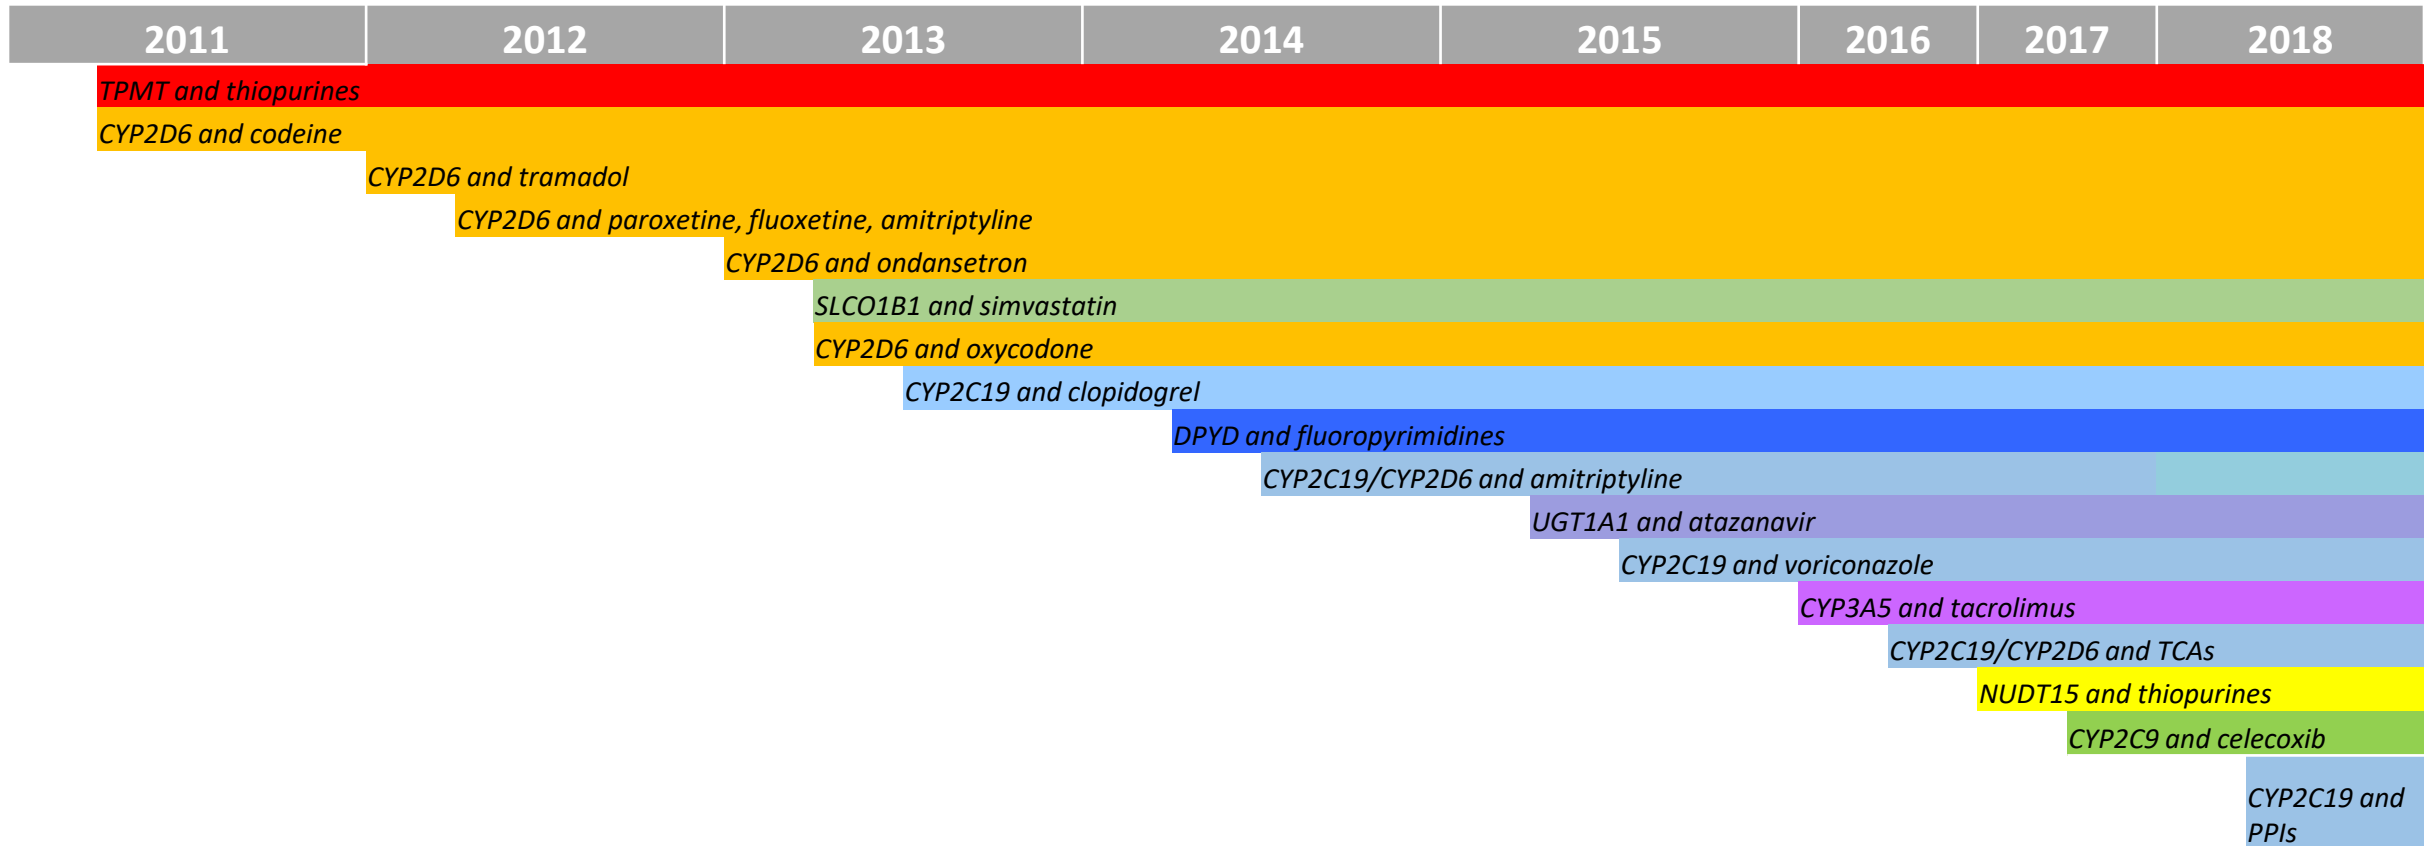 2011 2012 2013 2014 2015 2016 2017 2018
TPMT and thiopurines
CYP2D6 and codeine
CYP2D6 and tramadol
CYP2D6 and paroxetine, fluoxetine, amitriptyline
CYP2D6 and ondansetron
SLCO1B1 and simvastatin
CYP2D6 and oxycodone
CYP2C19 and clopidogrel
DPYD and fluoropyrimidines
CYP2C19/CYP2D6 and amitriptyline
UGT1A1 and atazanavir
CYP2C19 and voriconazole
CYP3A5 and tacrolimus
CYP2C19/CYP2D6 and TCAs
NUDT15 and thiopurines
CYP2C9 and celecoxib
CYP2C19 and
PPIs